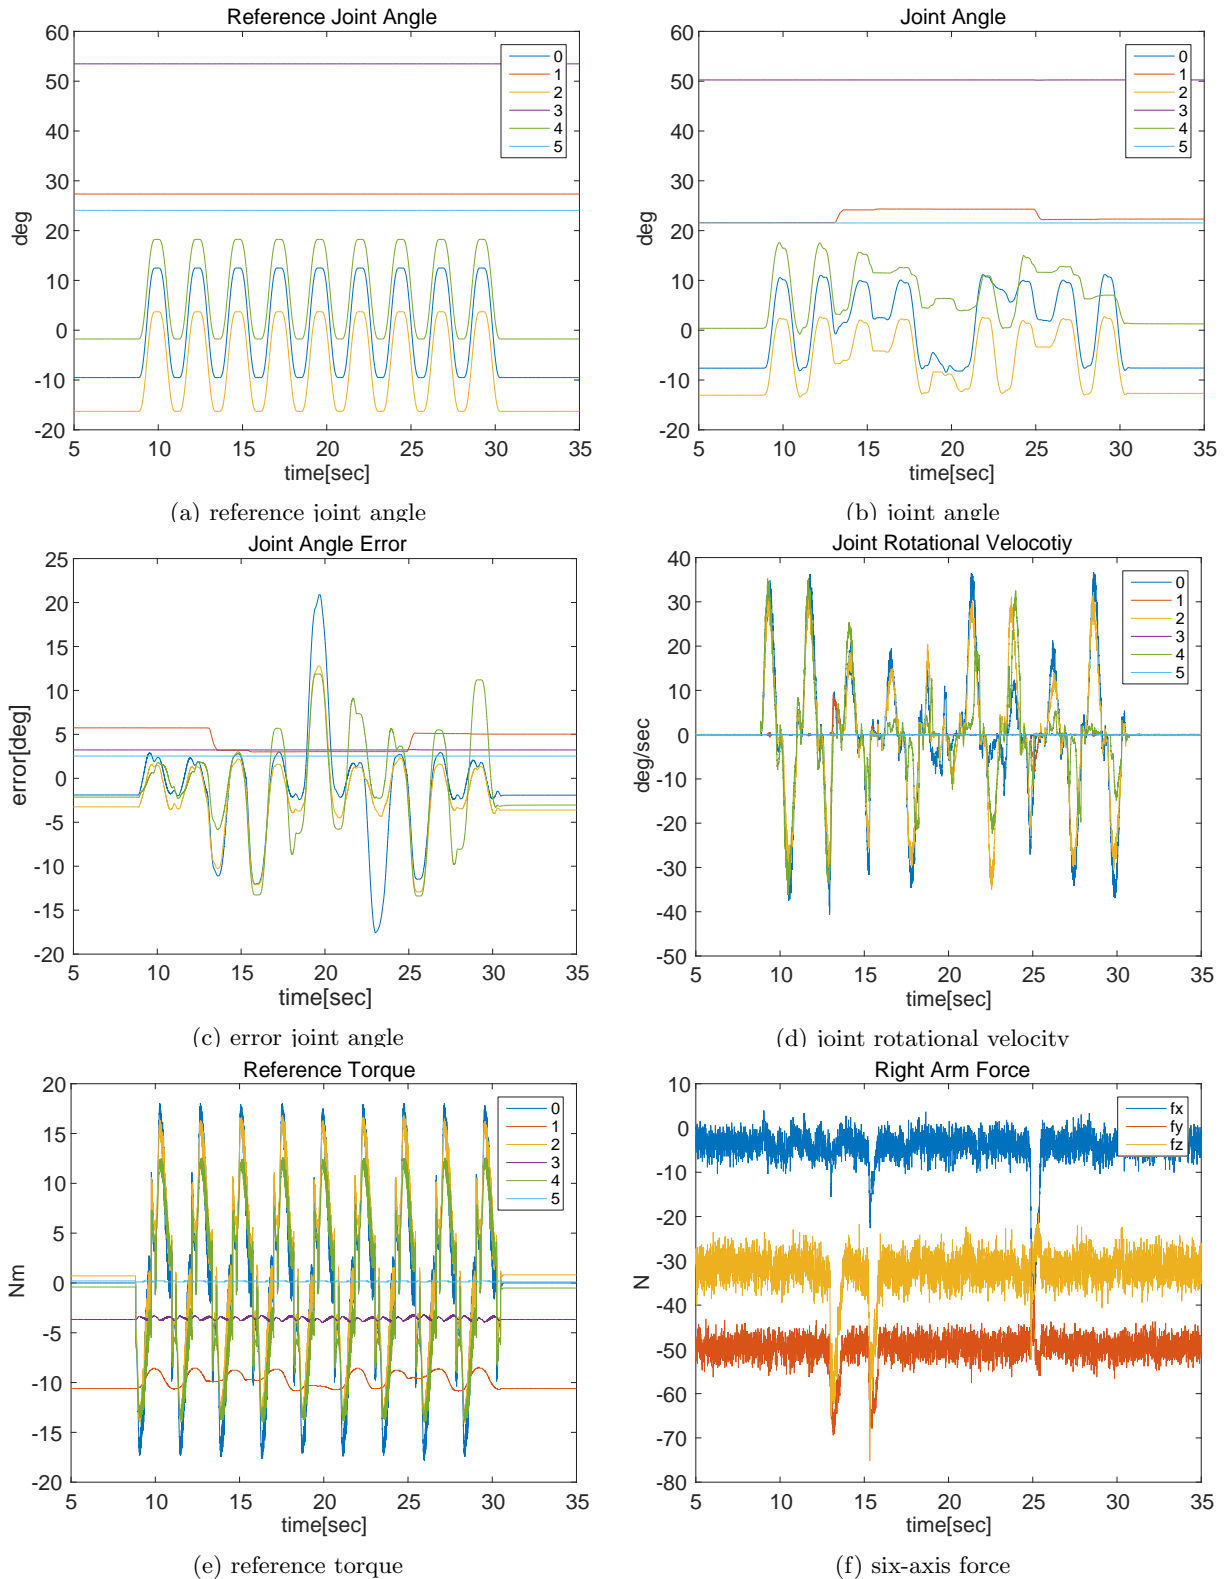 Reference Joint Angle
60
50
40
30
20
10
0
-10
-20
deg
5 10 15 20 25 30 35
time[sec]
0
1
2
3
4
5
(a) reference joint angle
Joint Angle
60
50
40
30
20
10
0
-10
-20
deg
5 10 15 20 25 30 35
time[sec]
0
1
2
3
4
5
(b) joint angle
Joint Angle Error
25
20
15
10
5
0
-5
-10
-15
-20
error[deg]
5 10 15 20 25 30 35
time[sec]
(c) error joint angle
Joint Rotational Velocotiy
40
30
20
10
0
-10
-20
-30
-40
-50
deg/sec
5 10 15 20 25 30 35
time[sec]
0
1
2
3
4
5
(d) joint rotational velocity
Reference Torque
20
15
10
5
0
-5
-10
-15
-20
Nm
5 10 15 20 25 30 35
time[sec]
0
1
2
3
4
5
(e) reference torque
Right Arm Force
10
0
-10
-20
-30
-40
-50
-60
-70
-80
N
5 10 15 20 25 30 35
time[sec]
fx
fy
fz
(f) six-axis force